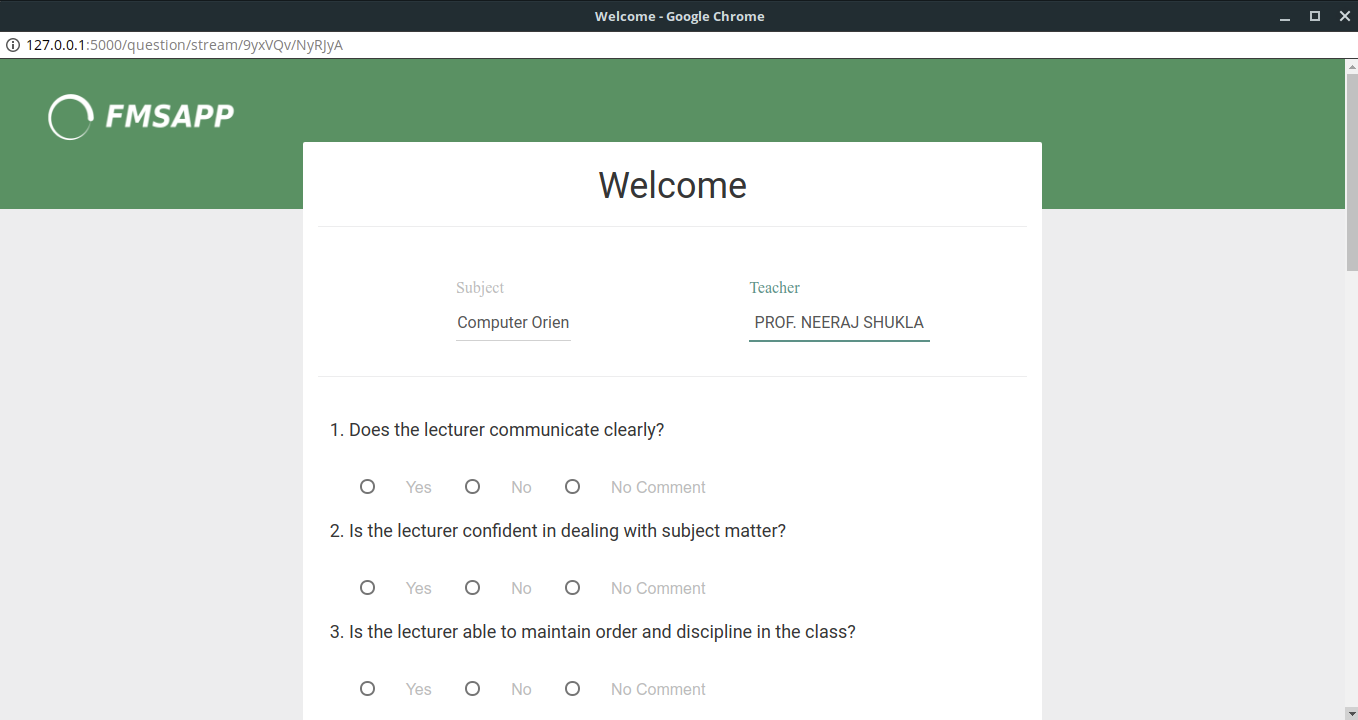 Welcome - Google Chrome
127.0.0.1:5000/question/stream/9yxVQv/NyRJyA
FMSAPP
Welcome
Subject Teacher
Computer Orien PROF. NEERAJ SHUKLA
1. Does the lecturer communicate clearly?
Yes No No Comment
2. Is the lecturer confident in dealing with subject matter?
Yes No No Comment
3. Is the lecturer able to maintain order and discipline in the class?
Yes No No Comment